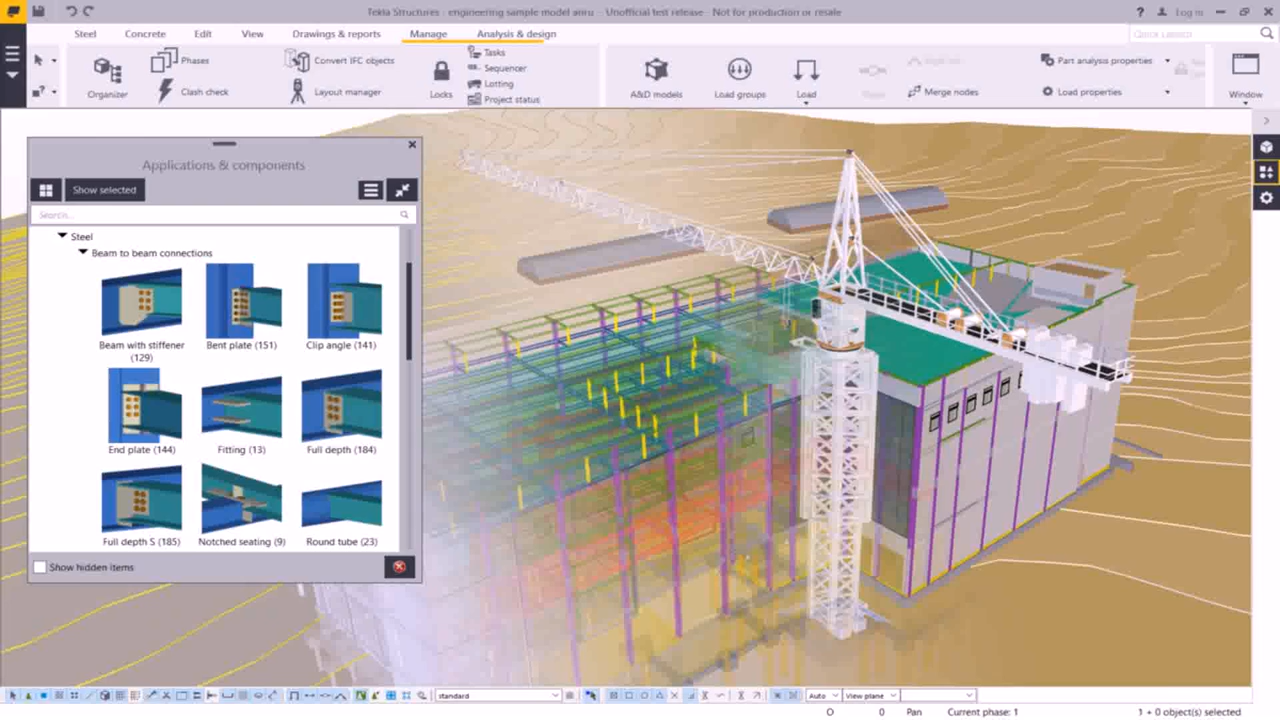 Tekla Structures - engineering sample model anru - Unofficial test release - Not for production or resale
? Log in
Steel Concrete Edit View Drawings & reports Manage Analysis & design
Quick Launch
Organizer
Phases
Clash check
Convert IFC objects
Layout manager
Locks
Tasks
Sequencer
Lotting
Project status
A&D models
Load groups
Load
Merge nodes
Part analysis properties
Load properties
Window
Applications & components
Show selected
Search...
Steel
Beam to beam connections
Beam with stiffener (129)
Bent plate (151)
Clip angle (141)
End plate (144)
Fitting (13)
Full depth (184)
Full depth S (185)
Notched seating (9)
Round tube (23)
Show hidden items
standard
Auto
View plane
O 0 Pan Current phase: 1 1 + 0 object(s) selected